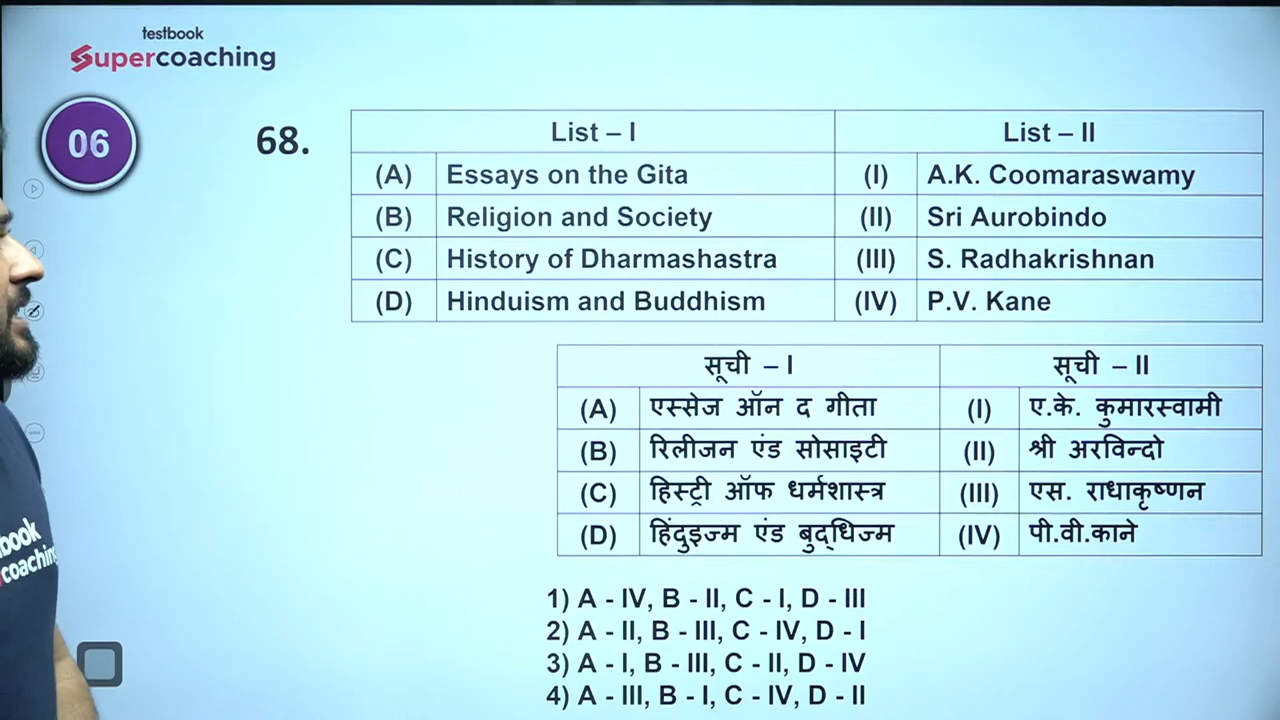 testbook
Supercoaching
06
68.
List – I List – II
(A) Essays on the Gita (I) A.K. Coomaraswamy
(B) Religion and Society (II) Sri Aurobindo
(C) History of Dharmashastra (III) S. Radhakrishnan
(D) Hinduism and Buddhism (IV) P.V. Kane
सूची – I सूची – II
(A) एस्सेज ऑन द गीता (I) ए.के. कुमारस्वामी
(B) रिलीजन एंड सोसाइटी (II) श्री अरविन्दो
(C) हिस्ट्री ऑफ धर्मशास्त्र (III) एस. राधाकृष्णन
(D) हिंदुइज्म एंड बुद्धिज्म (IV) पी.वी.काने
1) A - IV, B - II, C - I, D - III
2) A - II, B - III, C - IV, D - I
3) A - I, B - III, C - II, D - IV
4) A - III, B - I, C - IV, D - II
book
coaching